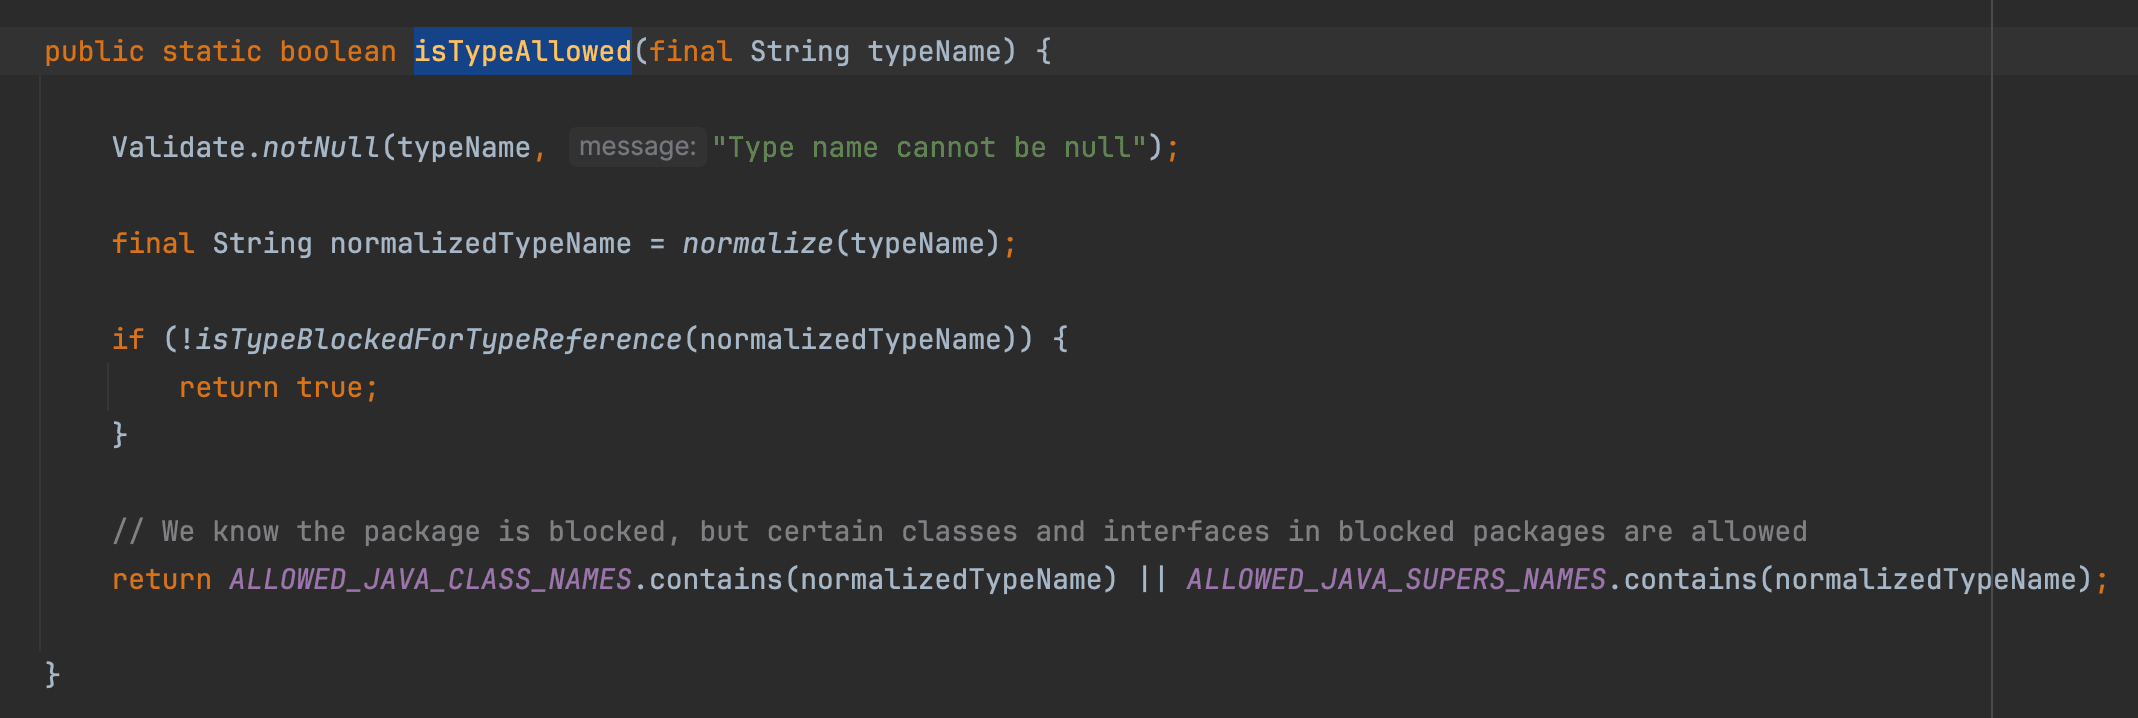 public static boolean isTypeAllowed(final String typeName) {
Validate.notNull(typeName, message: "Type name cannot be null");
final String normalizedTypeName = normalize(typeName);
if (!isTypeBlockedForTypeReference(normalizedTypeName)) {
return true;
}
// We know the package is blocked, but certain classes and interfaces in blocked packages are allowed
return ALLOWED_JAVA_CLASS_NAMES.contains(normalizedTypeName) || ALLOWED_JAVA_SUPERS_NAMES.contains(normalizedTypeName);
}